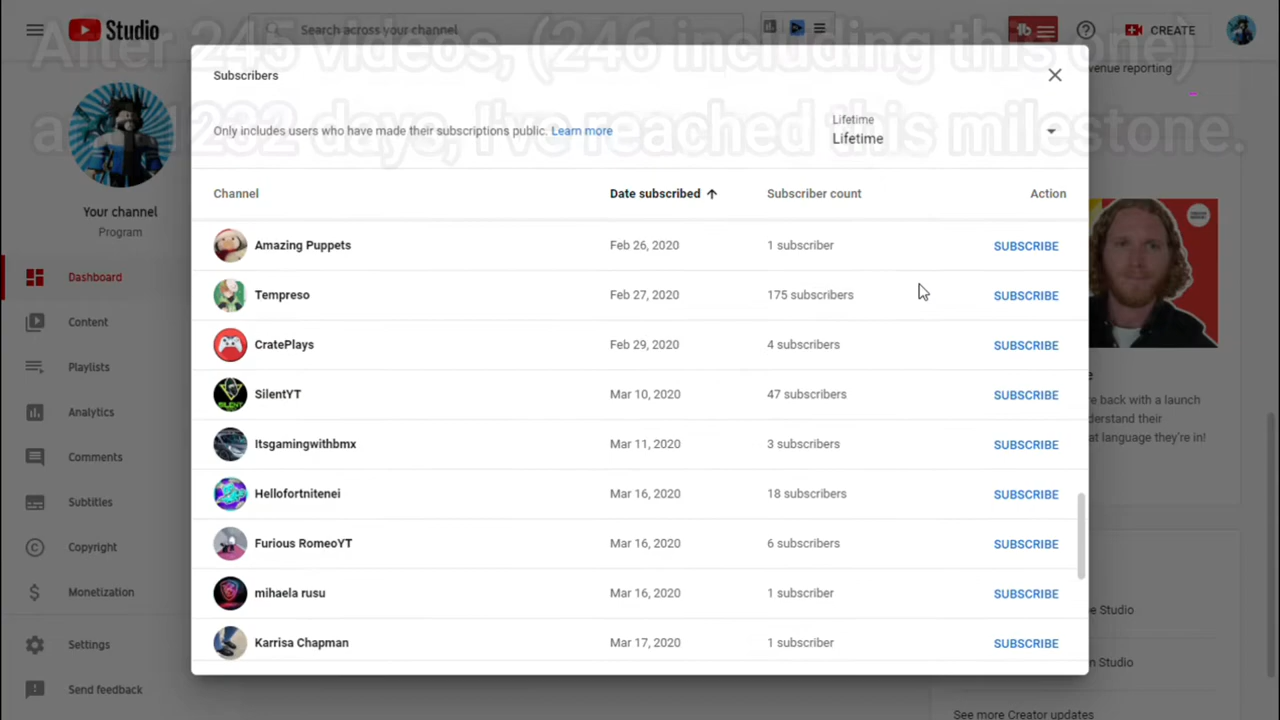 Studio
Search across your channel
CREATE
After 245 videos, (246 including this one)
and 1232 days, I've reached this milestone.
Your channel
Program
Dashboard
Content
Playlists
Analytics
Comments
Subtitles
Copyright
Monetization
Settings
Send feedback
Subscribers
Only includes users who have made their subscriptions public. Learn more
Lifetime
Lifetime
Channel Date subscribed Subscriber count Action
Amazing Puppets Feb 26, 2020 1 subscriber SUBSCRIBE
Tempreso Feb 27, 2020 175 subscribers SUBSCRIBE
CratePlays Feb 29, 2020 4 subscribers SUBSCRIBE
SilentYT Mar 10, 2020 47 subscribers SUBSCRIBE
Itsgamingwithbmx Mar 11, 2020 3 subscribers SUBSCRIBE
Hellofortnitenei Mar 16, 2020 18 subscribers SUBSCRIBE
Furious RomeoYT Mar 16, 2020 6 subscribers SUBSCRIBE
mihaela rusu Mar 16, 2020 1 subscriber SUBSCRIBE
Karrisa Chapman Mar 17, 2020 1 subscriber SUBSCRIBE
venue reporting
e
re back with a launch
derstand their
at language they're in!
e Studio
n Studio
See more Creator updates